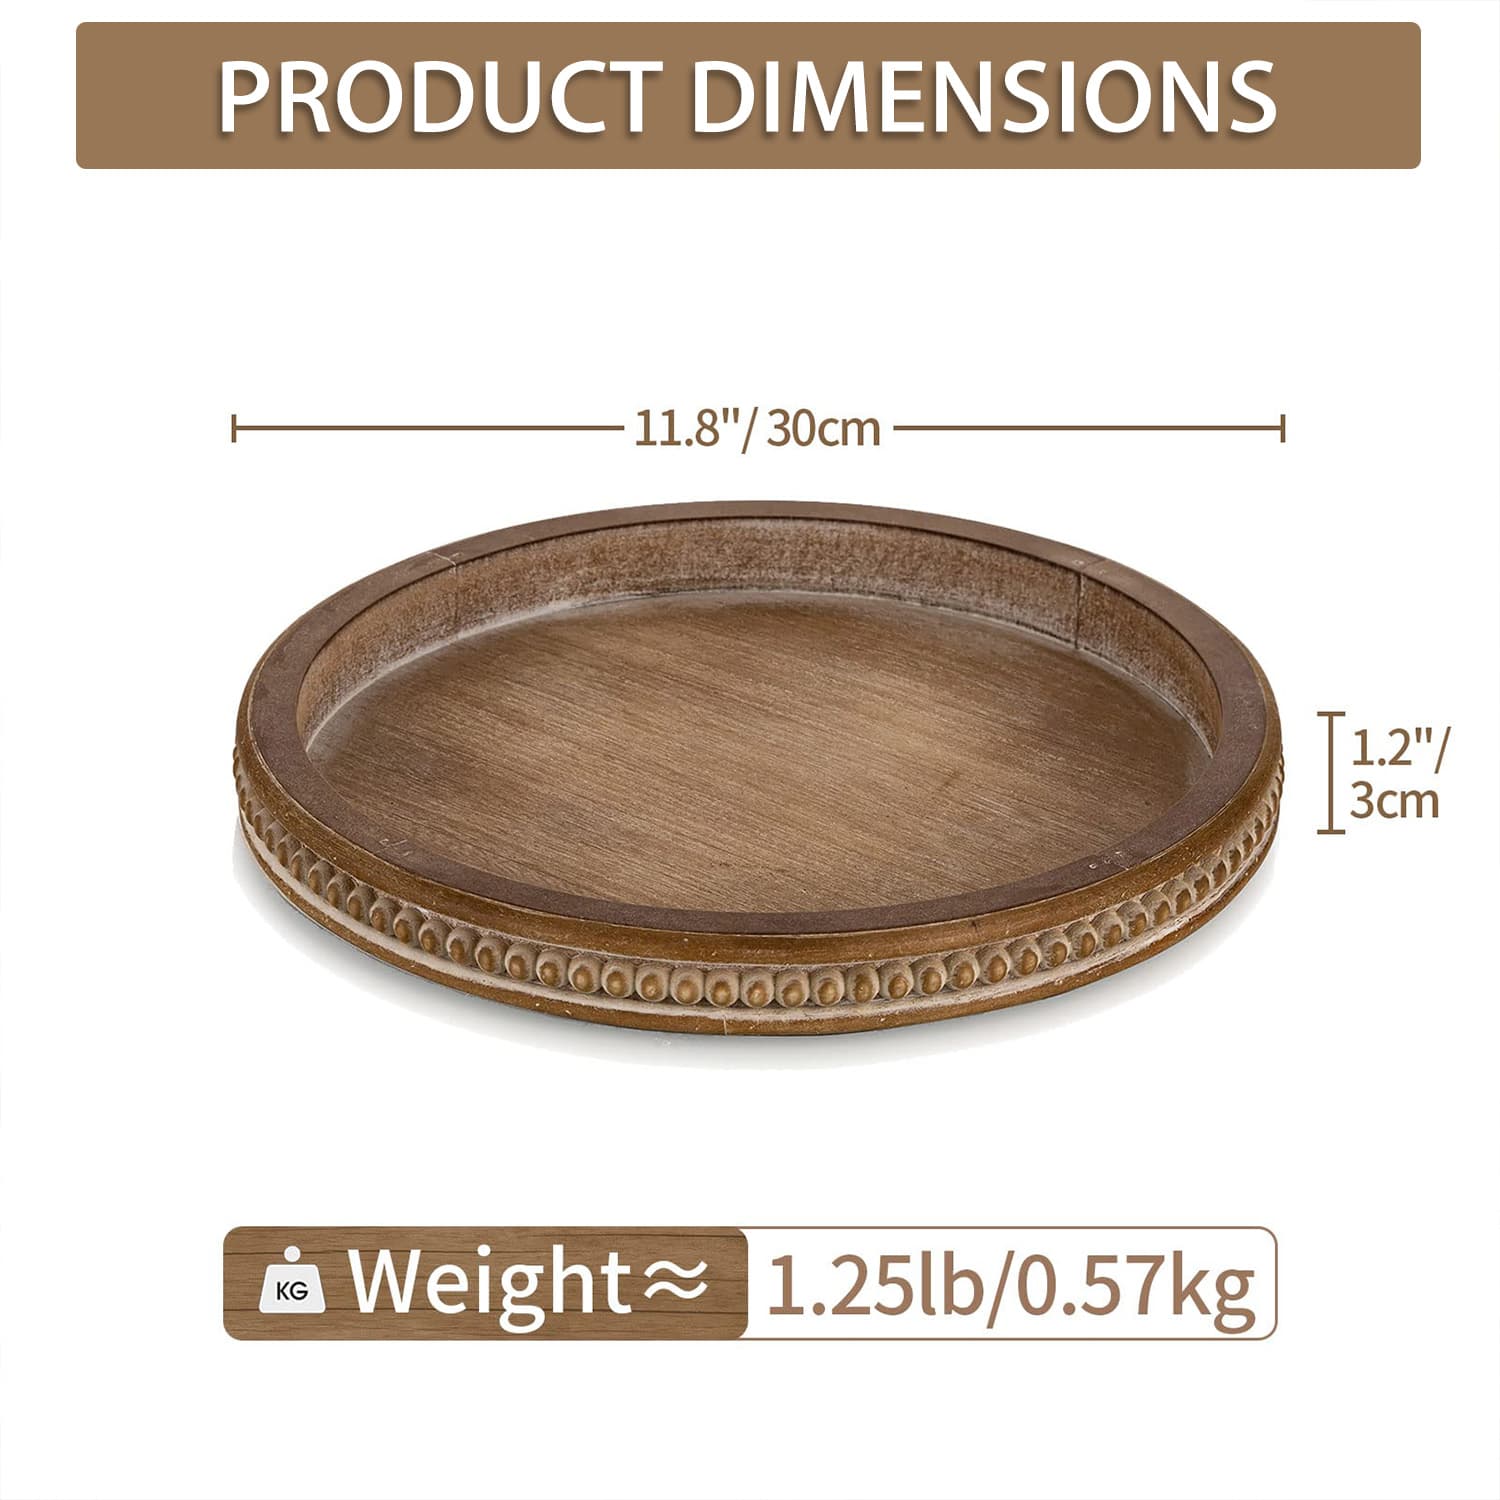 PRODUCT DIMENSIONS
11.8"/ 30cm
1.2"/
3cm
KG Weight≈ 1.25lb/0.57kg